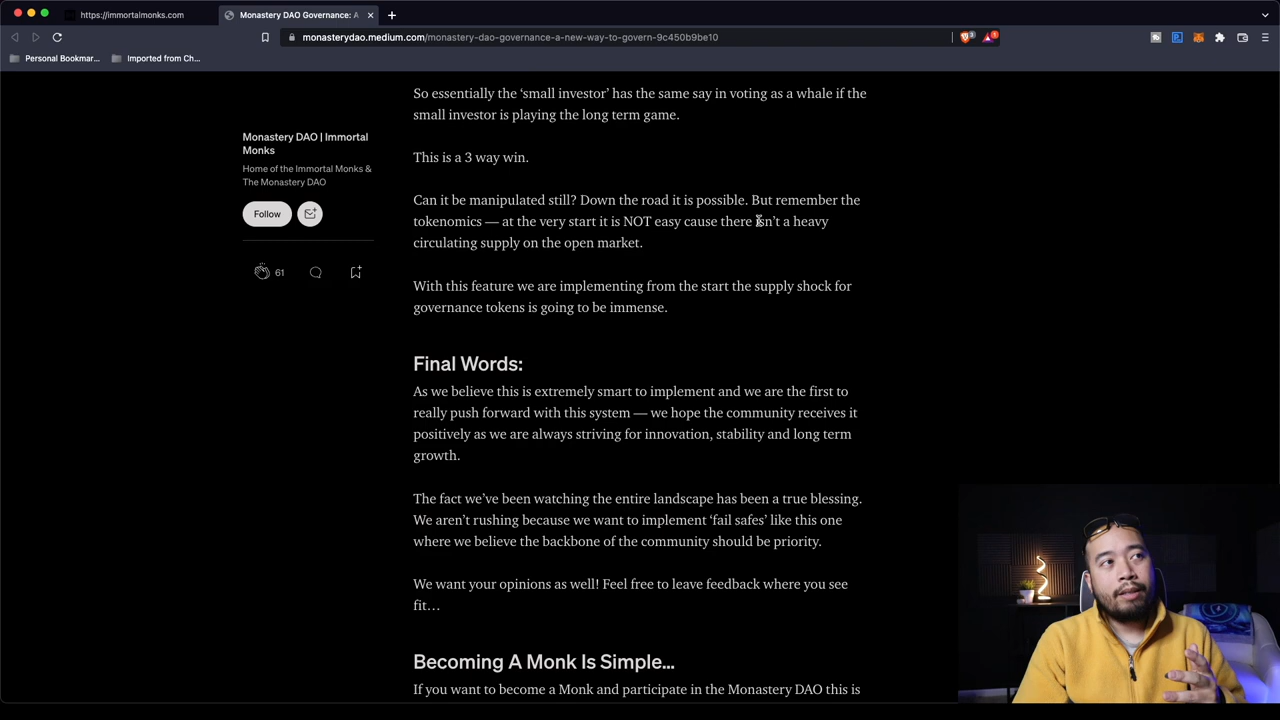 https://immortalmonks.com
Monastery DAO Governance: A
monasterydao.medium.com/monastery-dao-governance-a-new-way-to-govern-9c450b9be10
3
1
Personal Bookmar...
Imported from Ch...
So essentially the ‘small investor’ has the same say in voting as a whale if the
small investor is playing the long term game.
This is a 3 way win.
Can it be manipulated still? Down the road it is possible. But remember the
tokenomics — at the very start it is NOT easy cause there isn’t a heavy
circulating supply on the open market.
With this feature we are implementing from the start the supply shock for
governance tokens is going to be immense.
Monastery DAO | Immortal
Monks
Home of the Immortal Monks &
The Monastery DAO
Follow
61
Final Words:
As we believe this is extremely smart to implement and we are the first to
really push forward with this system — we hope the community receives it
positively as we are always striving for innovation, stability and long term
growth.
The fact we’ve been watching the entire landscape has been a true blessing.
We aren’t rushing because we want to implement ‘fail safes’ like this one
where we believe the backbone of the community should be priority.
We want your opinions as well! Feel free to leave feedback where you see
fit…
Becoming A Monk Is Simple…
If you want to become a Monk and participate in the Monastery DAO this is